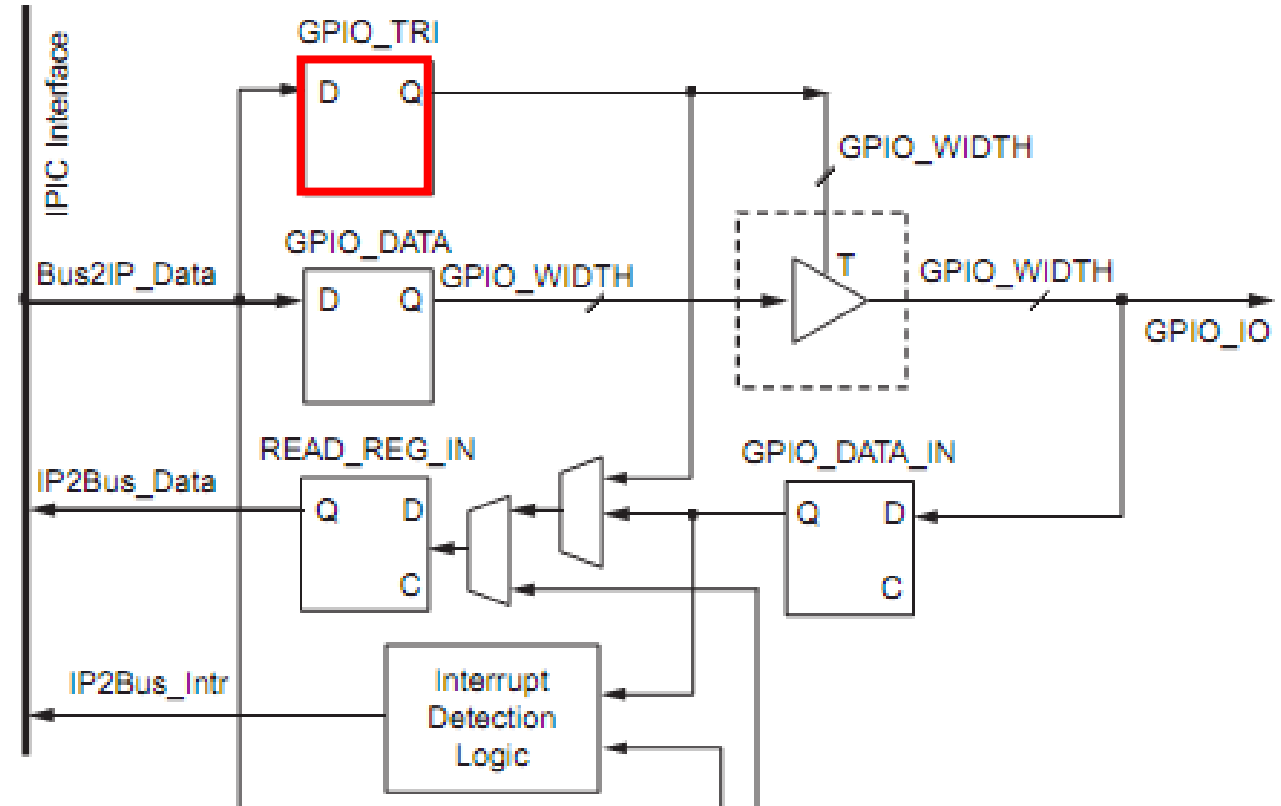 GPIO_TRI
IPIC Interface
D Q
GPIO_WIDTH
GPIO_DATA
Bus2IP_Data
D Q
GPIO_WIDTH
T
GPIO_WIDTH
GPIO_IO
READ_REG_IN
GPIO_DATA_IN
IP2Bus_Data
Q D
C
Q D
C
IP2Bus_Intr
Interrupt
Detection
Logic